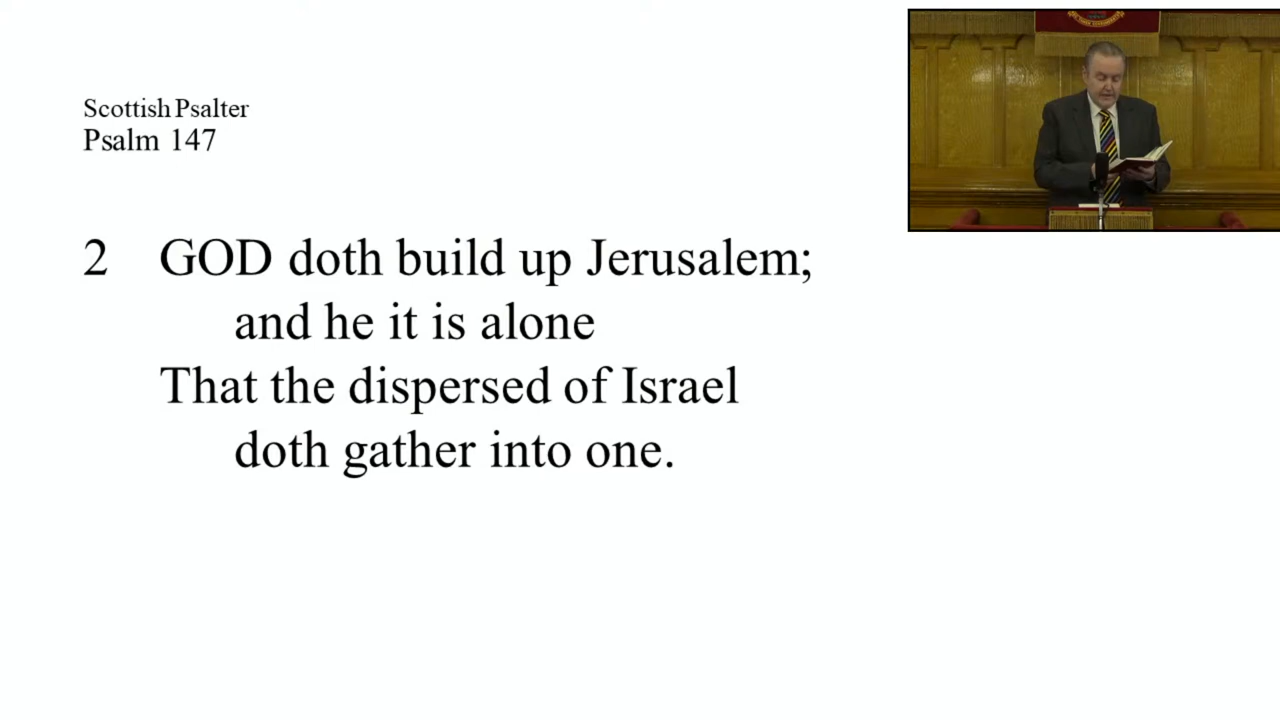 Scottish Psalter
Psalm 147
2 GOD doth build up Jerusalem;
and he it is alone
That the dispersed of Israel
doth gather into one.